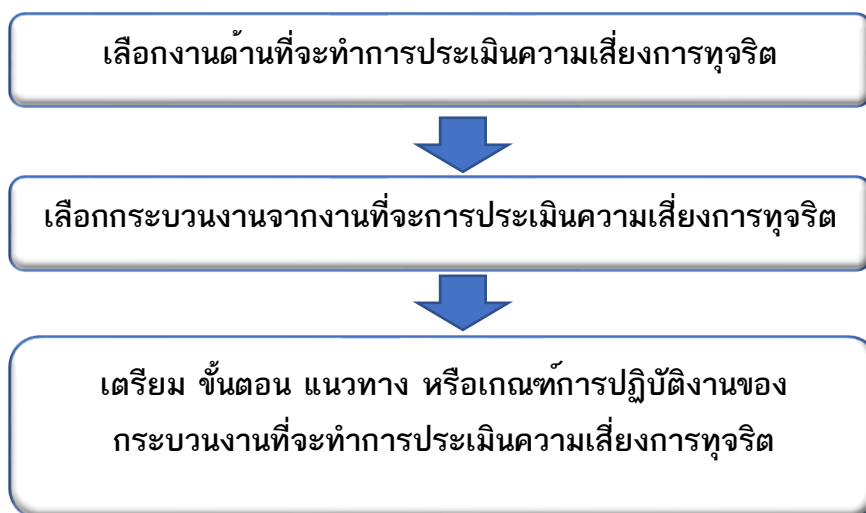 เลือกงานด้านที่จะทำการประเมินความเสี่ยงการทุจริต
เลือกกระบวนงานจากงานที่จะการประเมินความเสี่ยงการทุจริต
เตรียม ขั้นตอน แนวทาง หรือเกณฑ์การปฏิบัติงานของ
กระบวนงานที่จะทำการประเมินความเสี่ยงการทุจริต